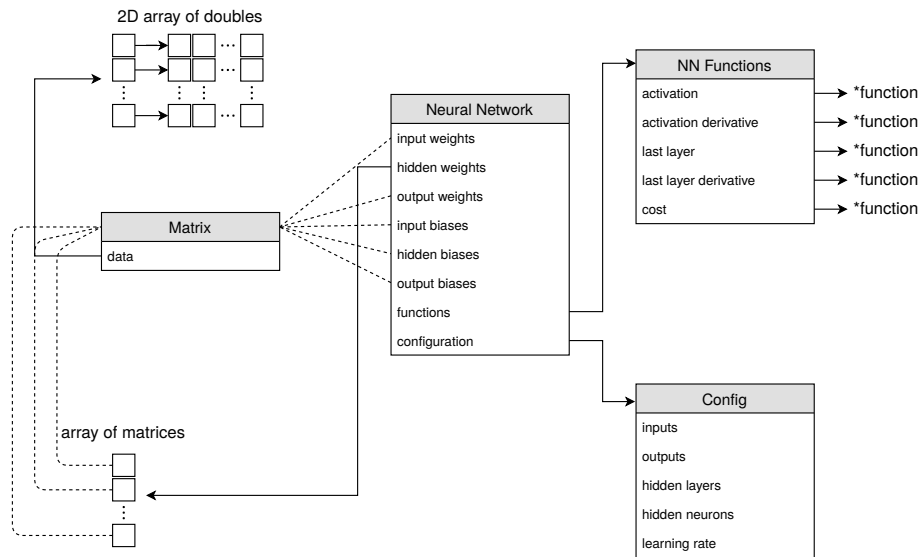 2D array of doubles
Matrix
data
array of matrices
Neural Network
input weights
hidden weights
output weights
input biases
hidden biases
output biases
functions
configuration
NN Functions
activation
*function
activation derivative
*function
last layer
*function
last layer derivative
*function
cost
*function
Config
inputs
outputs
hidden layers
hidden neurons
learning rate